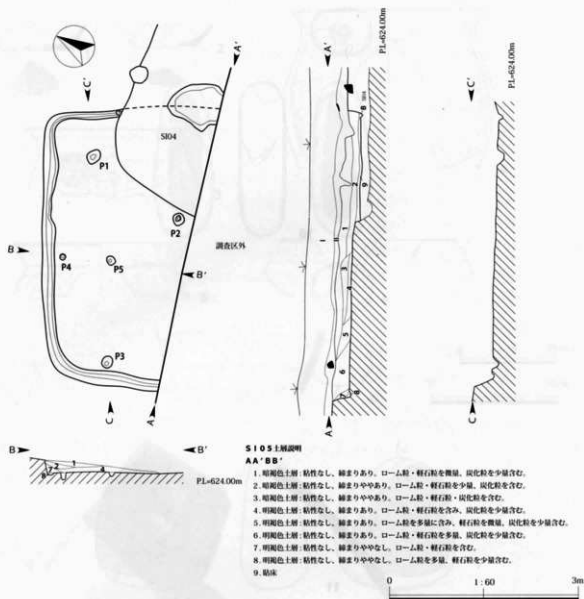 A'
A'
C'
P.L=624.00m
P.L=624.00m
C'
SI04
P1
P2
調査区外
B
P4
P5
B'
P3
C
A
A
C
B
B'
P.L=624.00m
SI05土層説明
AA'BB'
1. 暗褐色土層:粘性なし、締まりあり。ローム粒・軽石粒を微量、炭化粒を少量含む。
2. 暗褐色土層:粘性なし、締まりややあり。ローム粒・軽石粒を少量、炭化粒を少量含む。
3. 暗褐色土層:粘性なし、締まりややあり。ローム粒・軽石粒・炭化粒を含む。
4. 明褐色土層:粘性なし、締まりあり。ローム粒・軽石粒を含み、炭化粒を少量含む。
5. 明褐色土層:粘性なし、締まりあり。ローム粒を多量に含み、軽石粒を微量、炭化粒を少量含む。
6. 明褐色土層:粘性なし、締まりあり。ローム粒・軽石粒を多量、炭化粒を少量含む。
7. 明褐色土層:粘性なし、締まりややなし。ローム粒・軽石粒を含む。
8. 明褐色土層:粘性なし、締まりややなし。ローム粒を多量、軽石粒を少量含む。
9. 貼床
0 1:60 3m